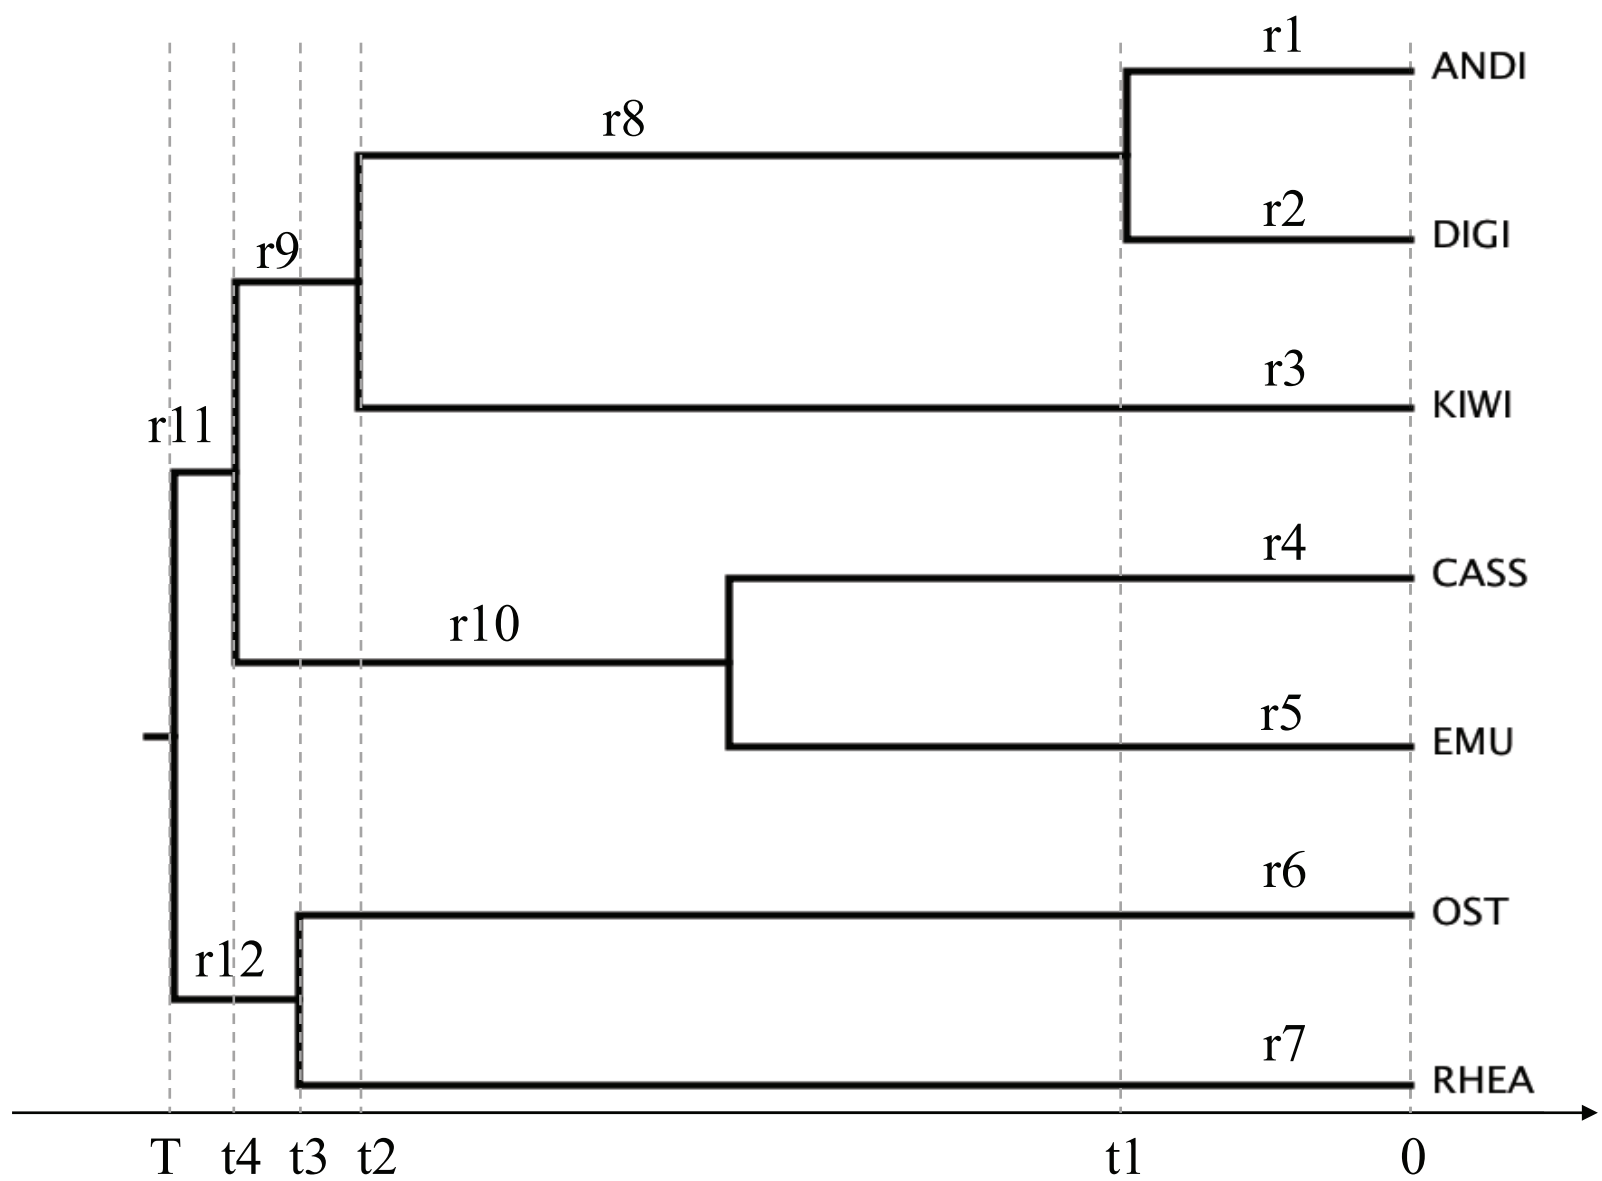 r1
ANDI
r8
r2
DIGI
r9
r3
KIWI
r11
r4
CASS
r10
r5
EMU
r6
OST
r12
r7
RHEA
T t4 t3 t2 t1 0